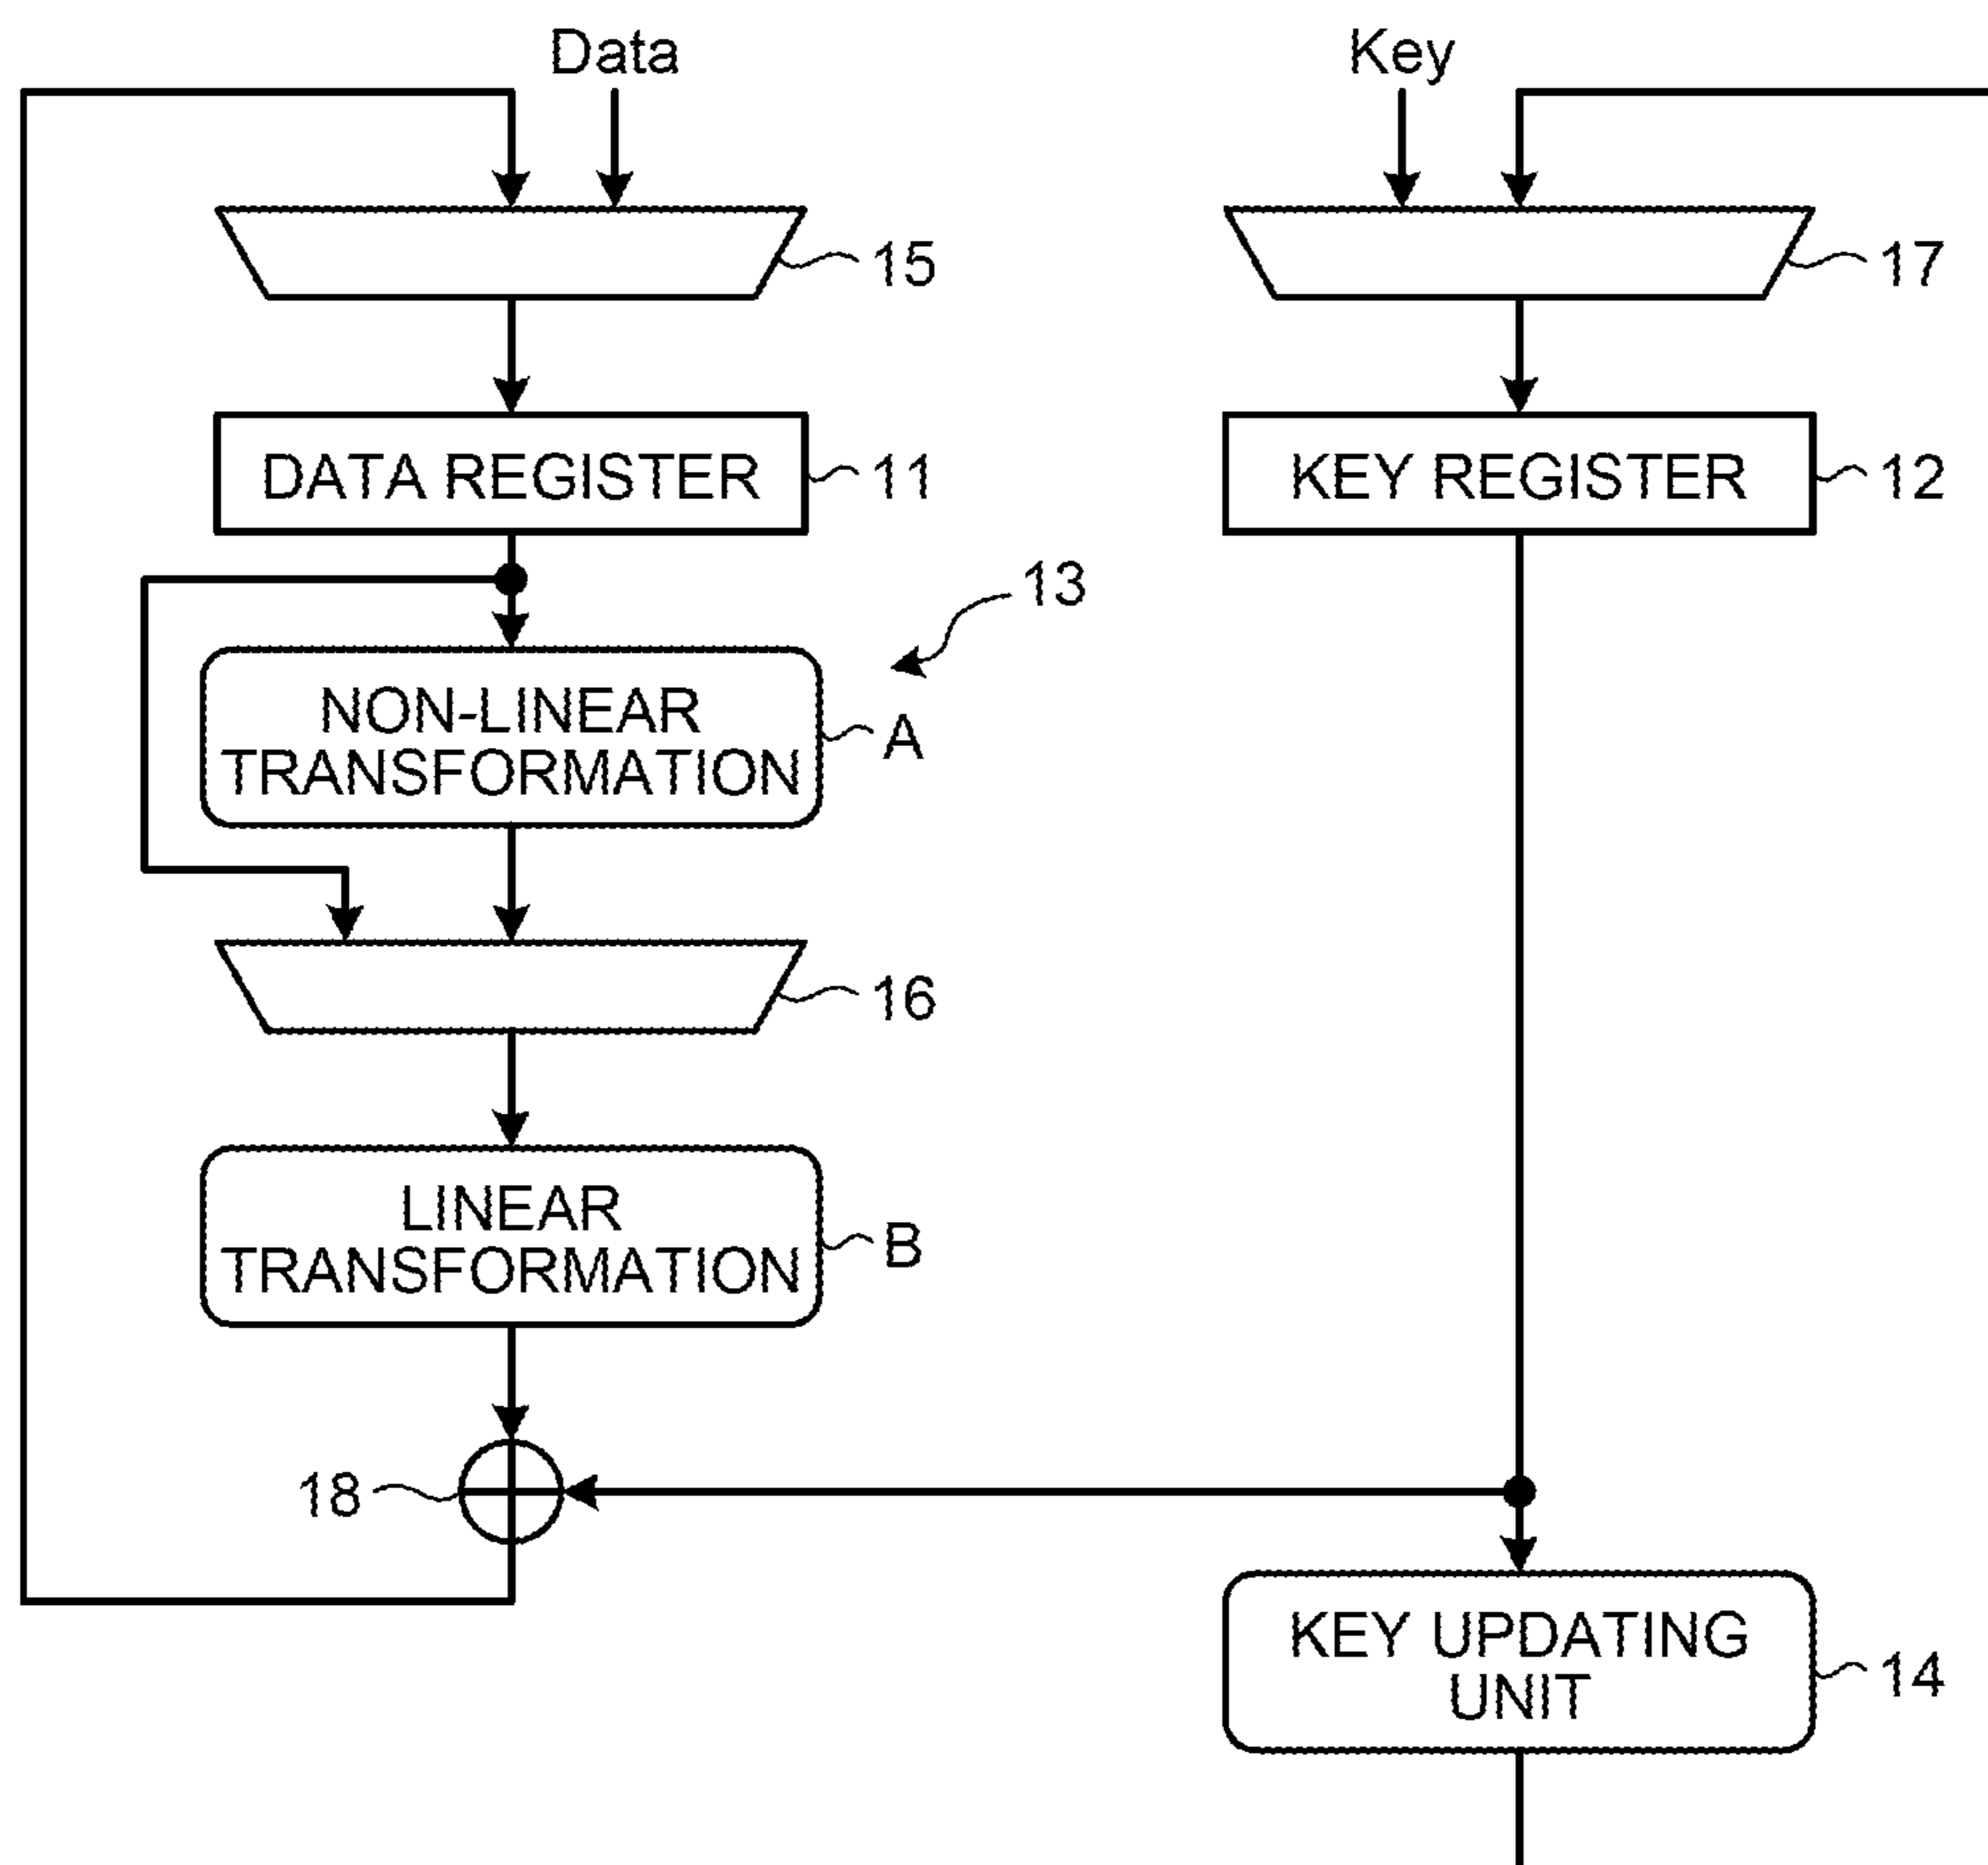 Data
Key
15
17
DATA REGISTER
11
KEY REGISTER
12
13
NON-LINEAR
TRANSFORMATION
A
16
LINEAR
TRANSFORMATION
B
18
KEY UPDATING
UNIT
14